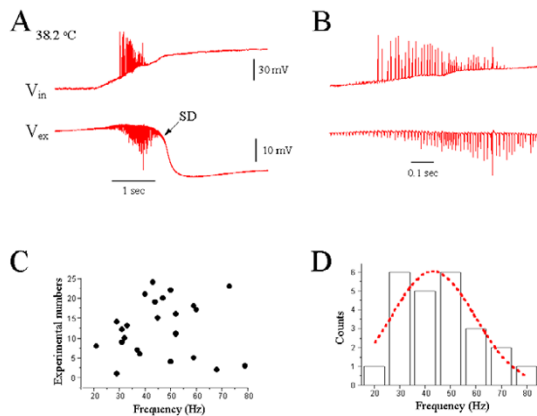 A
B
38.2 °C
30 mV
Vin
SD
Vex
10 mV
1 sec
0.1 sec
C
D
Experimental numbers
25
20
15
10
5
0
20 30 40 50 60 70 80
Frequency (Hz)
Counts
6
5
4
3
2
1
0
20 30 40 50 60 70 80
Frequency (Hz)